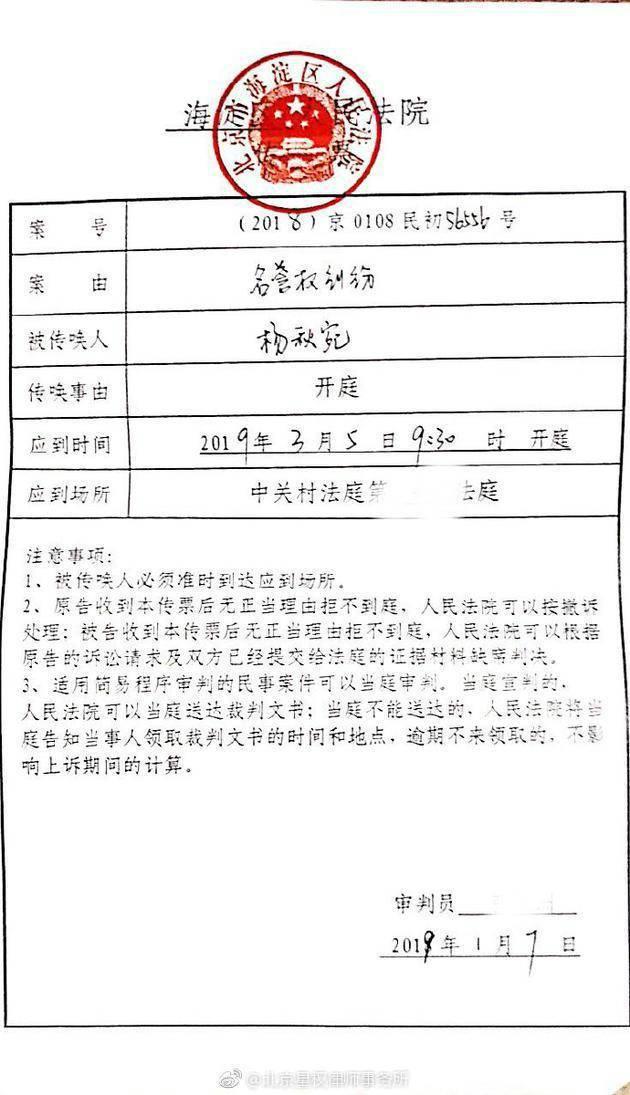 北京市海淀区人民法院
海 市 民法院
案 号 (2018)京0108民初56556号
案 由 名誉权纠纷
被传唤人 杨秋宛
传唤事由 开庭
应到时间 2019年3月5日9:30时 开庭
应到场所 中关村法庭第 法庭
注意事项:
1、被传唤人必须准时到达应到场所。
2、原告收到本传票后无正当理由拒不到庭，人民法院可以按撤诉
处理；被告收到本传票后无正当理由拒不到庭，人民法院可以根据
原告的诉讼请求及双方已经提交给法庭的证据材料缺席判决。
3、适用简易程序审判的民事案件可以当庭审判。当庭宣判的，
人民法院可以当庭送达裁判文书；当庭不能送达的，人民法院将当
庭告知当事人领取裁判文书的时间和地点，逾期不来领取的，不影
响上诉期间的计算。
审判员
2019年1月7日
@北京星权律师事务所